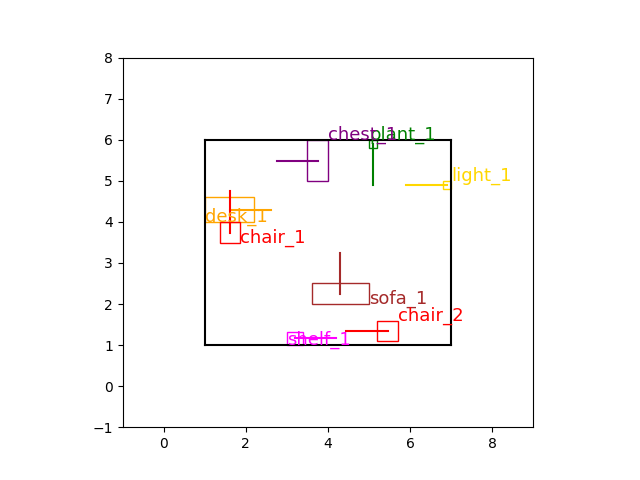 8
7
6
5
4
3
2
1
0
−1
chest_1
plant_1
light_1
desk_1
chair_1
sofa_1
chair_2
shelf_1
0
2
4
6
8